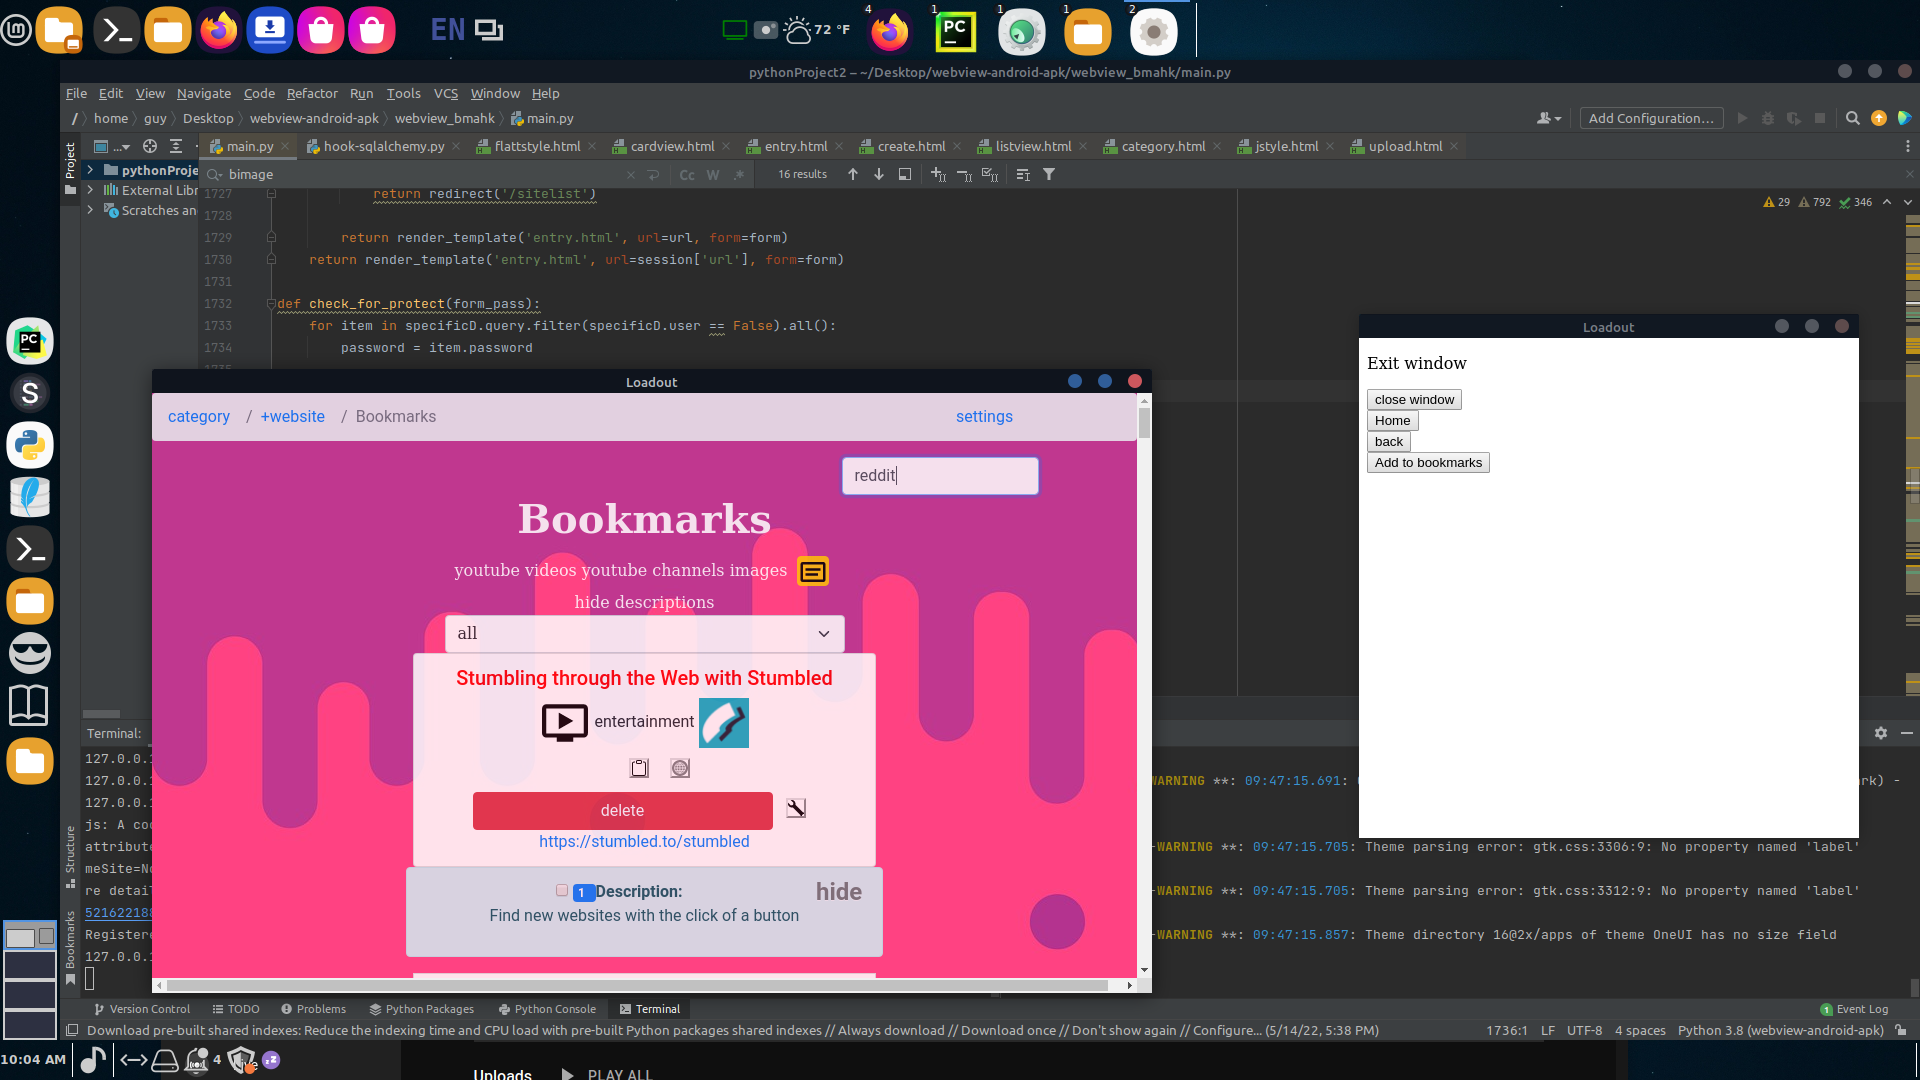 EN
72 °F
4
1
1
1
2
pythonProject2 – ~/Desktop/webview-android-apk/webview_bmahk/main.py
File Edit View Navigate Code Refactor Run Tools VCS Window Help
/ home guy Desktop webview-android-apk webview_bmahk main.py
Add Configuration...
Project
main.py hook-sqlalchemy.py flattstyle.html cardview.html entry.html create.html listview.html category.html jstyle.html upload.html
pythonProje
External Libr
Scratches an
bimage
Cc W .*
16 results
29 792 346
1727 return redirect('/sitelist')
1728
1729 return render_template('entry.html', url=url, form=form)
1730 return render_template('entry.html', url=session['url'], form=form)
1731
1732 def check_for_protect(form_pass):
1733 for item in specificD.query.filter(specificD.user == False).all():
1734 password = item.password
Loadout
Exit window
close window
Home
back
Add to bookmarks
Loadout
category / +website / Bookmarks
settings
reddit
Bookmarks
youtube videos youtube channels images
hide descriptions
all
Stumbling through the Web with Stumbled
entertainment
delete
https://stumbled.to/stumbled
1 Description:
hide
Find new websites with the click of a button
Terminal:
127.0.0.1
127.0.0.1
127.0.0.1
js: A coo
attribute
meSite=No
re detail
521622188
Registere
127.0.0.1
WARNING **: 09:47:15.691:
rk) -
-WARNING **: 09:47:15.705: Theme parsing error: gtk.css:3306:9: No property named 'label'
-WARNING **: 09:47:15.705: Theme parsing error: gtk.css:3312:9: No property named 'label'
-WARNING **: 09:47:15.857: Theme directory 16@2x/apps of theme OneUI has no size field
Structure
Bookmarks
Version Control TODO Problems Python Packages Python Console Terminal
1 Event Log
Download pre-built shared indexes: Reduce the indexing time and CPU load with pre-built Python packages shared indexes // Always download // Download once // Don't show again // Configure... (5/14/22, 5:38 PM)
1736:1 LF UTF-8 4 spaces Python 3.8 (webview-android-apk)
10:04 AM
4
Uploads PLAY ALL